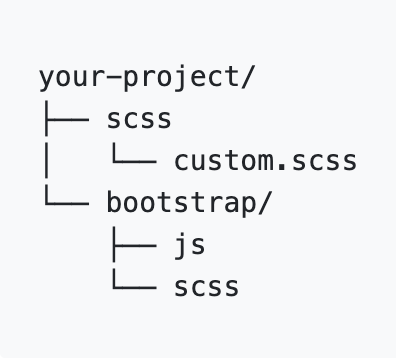 your-project/
├── scss
│   └── custom.scss
└── bootstrap/
    ├── js
    └── scss